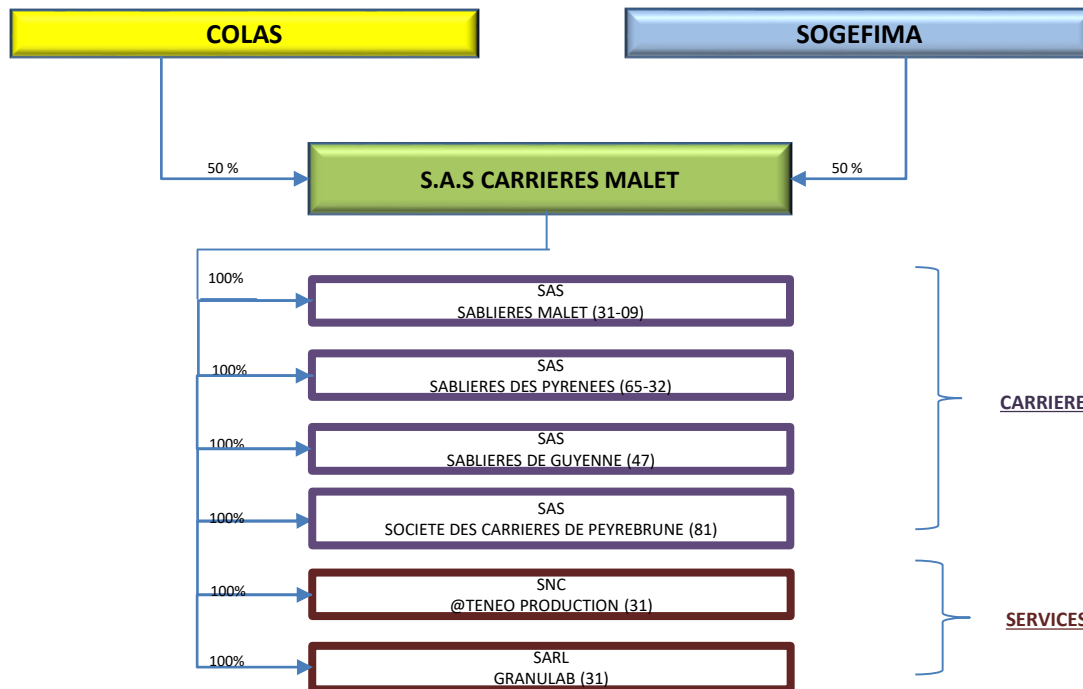 COLAS
SOGEFIMA
50 %
S.A.S CARRIERES MALET
50 %
100%
SAS
SABLIERES MALET (31-09)
100%
SAS
SABLIERES DES PYRENEES (65-32)
CARRIERE
100%
SAS
SABLIERES DE GUYENNE (47)
100%
SAS
SOCIETE DES CARRIERES DE PEYREBRUNE (81)
100%
SNC
@TENEO PRODUCTION (31)
SERVICES
100%
SARL
GRANULAB (31)